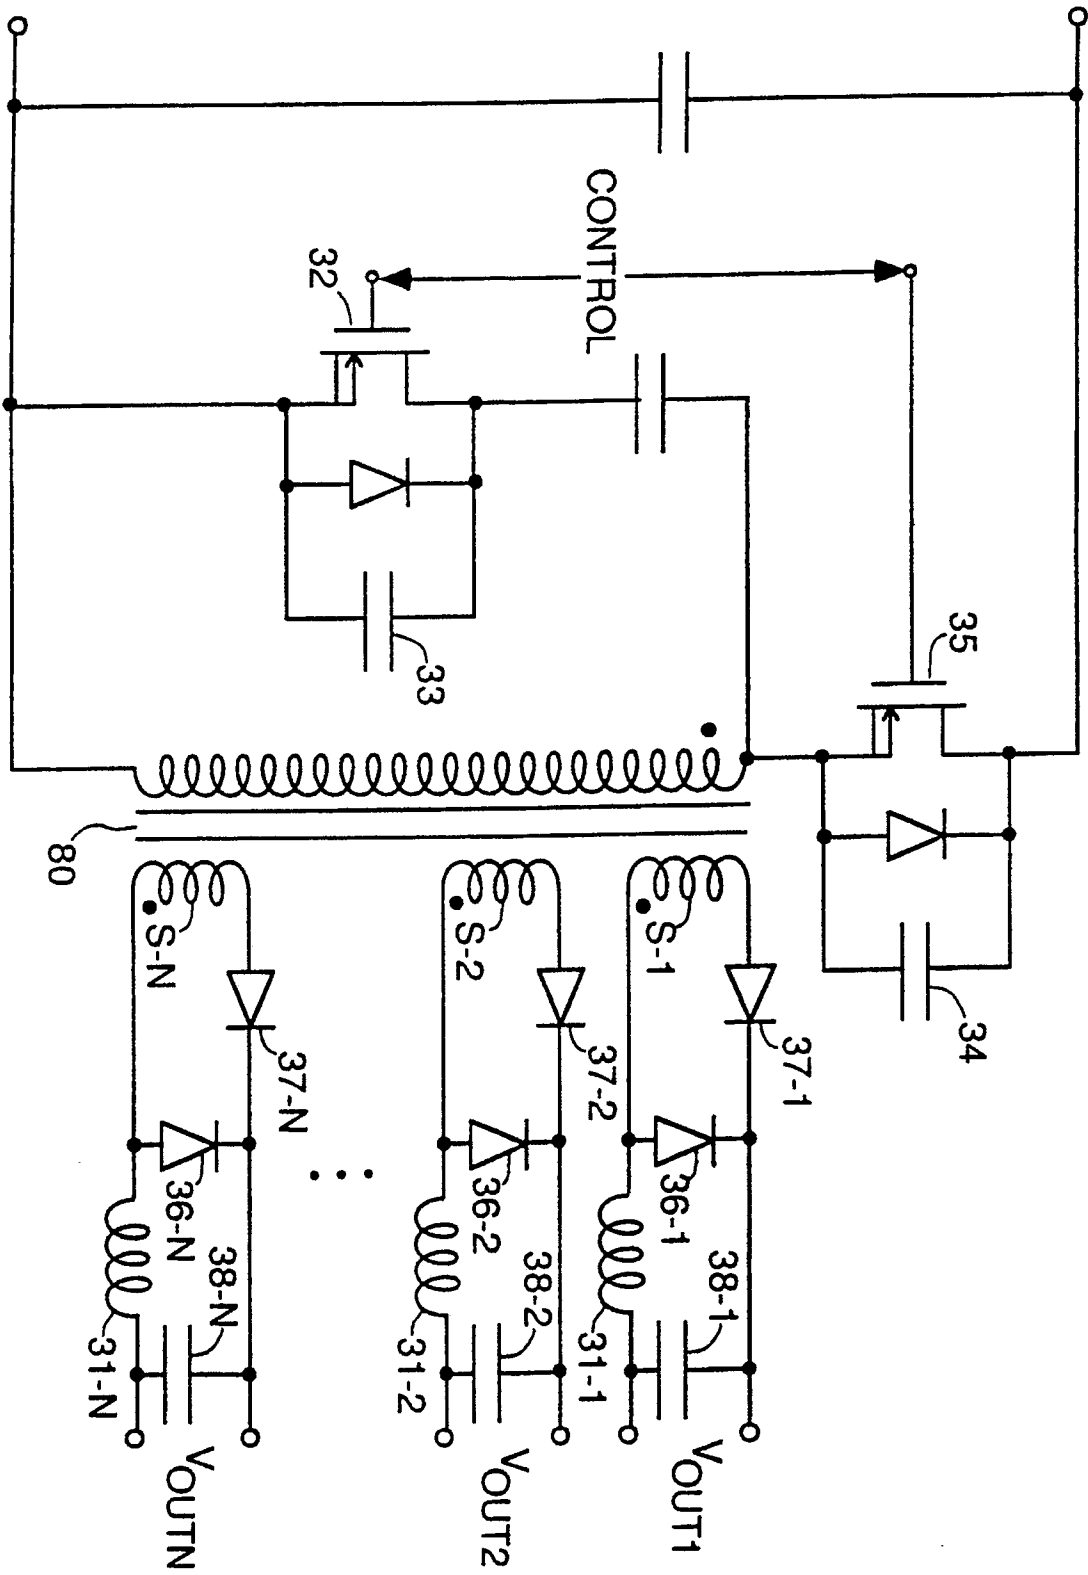 CONTROL
32
33
35
34
80
S-1
37-1
36-1
38-1
31-1
VOUT1
S-2
37-2
36-2
38-2
31-2
VOUT2
S-N
37-N
36-N
38-N
31-N
VOUTN